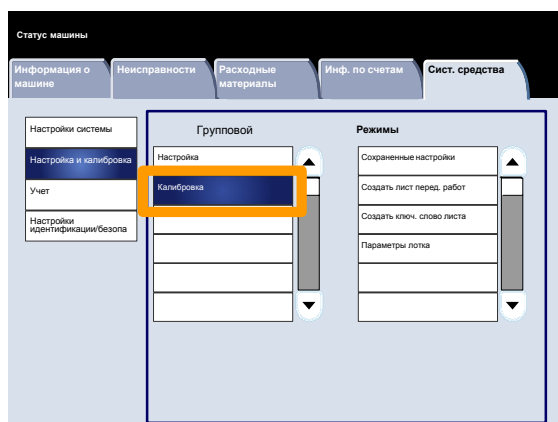 Статус машины
Информация о
машине
Неисправности
Расходные
материалы
Инф. по счетам
Сист. средства
Настройки системы
Настройка и калибровка
Учет
Настройки
идентификации/безопа
Групповой
Настройка
Калибровка
Режимы
Сохраненные настройки
Создать лист перед. работ
Создать ключ. слово листа
Параметры лотка